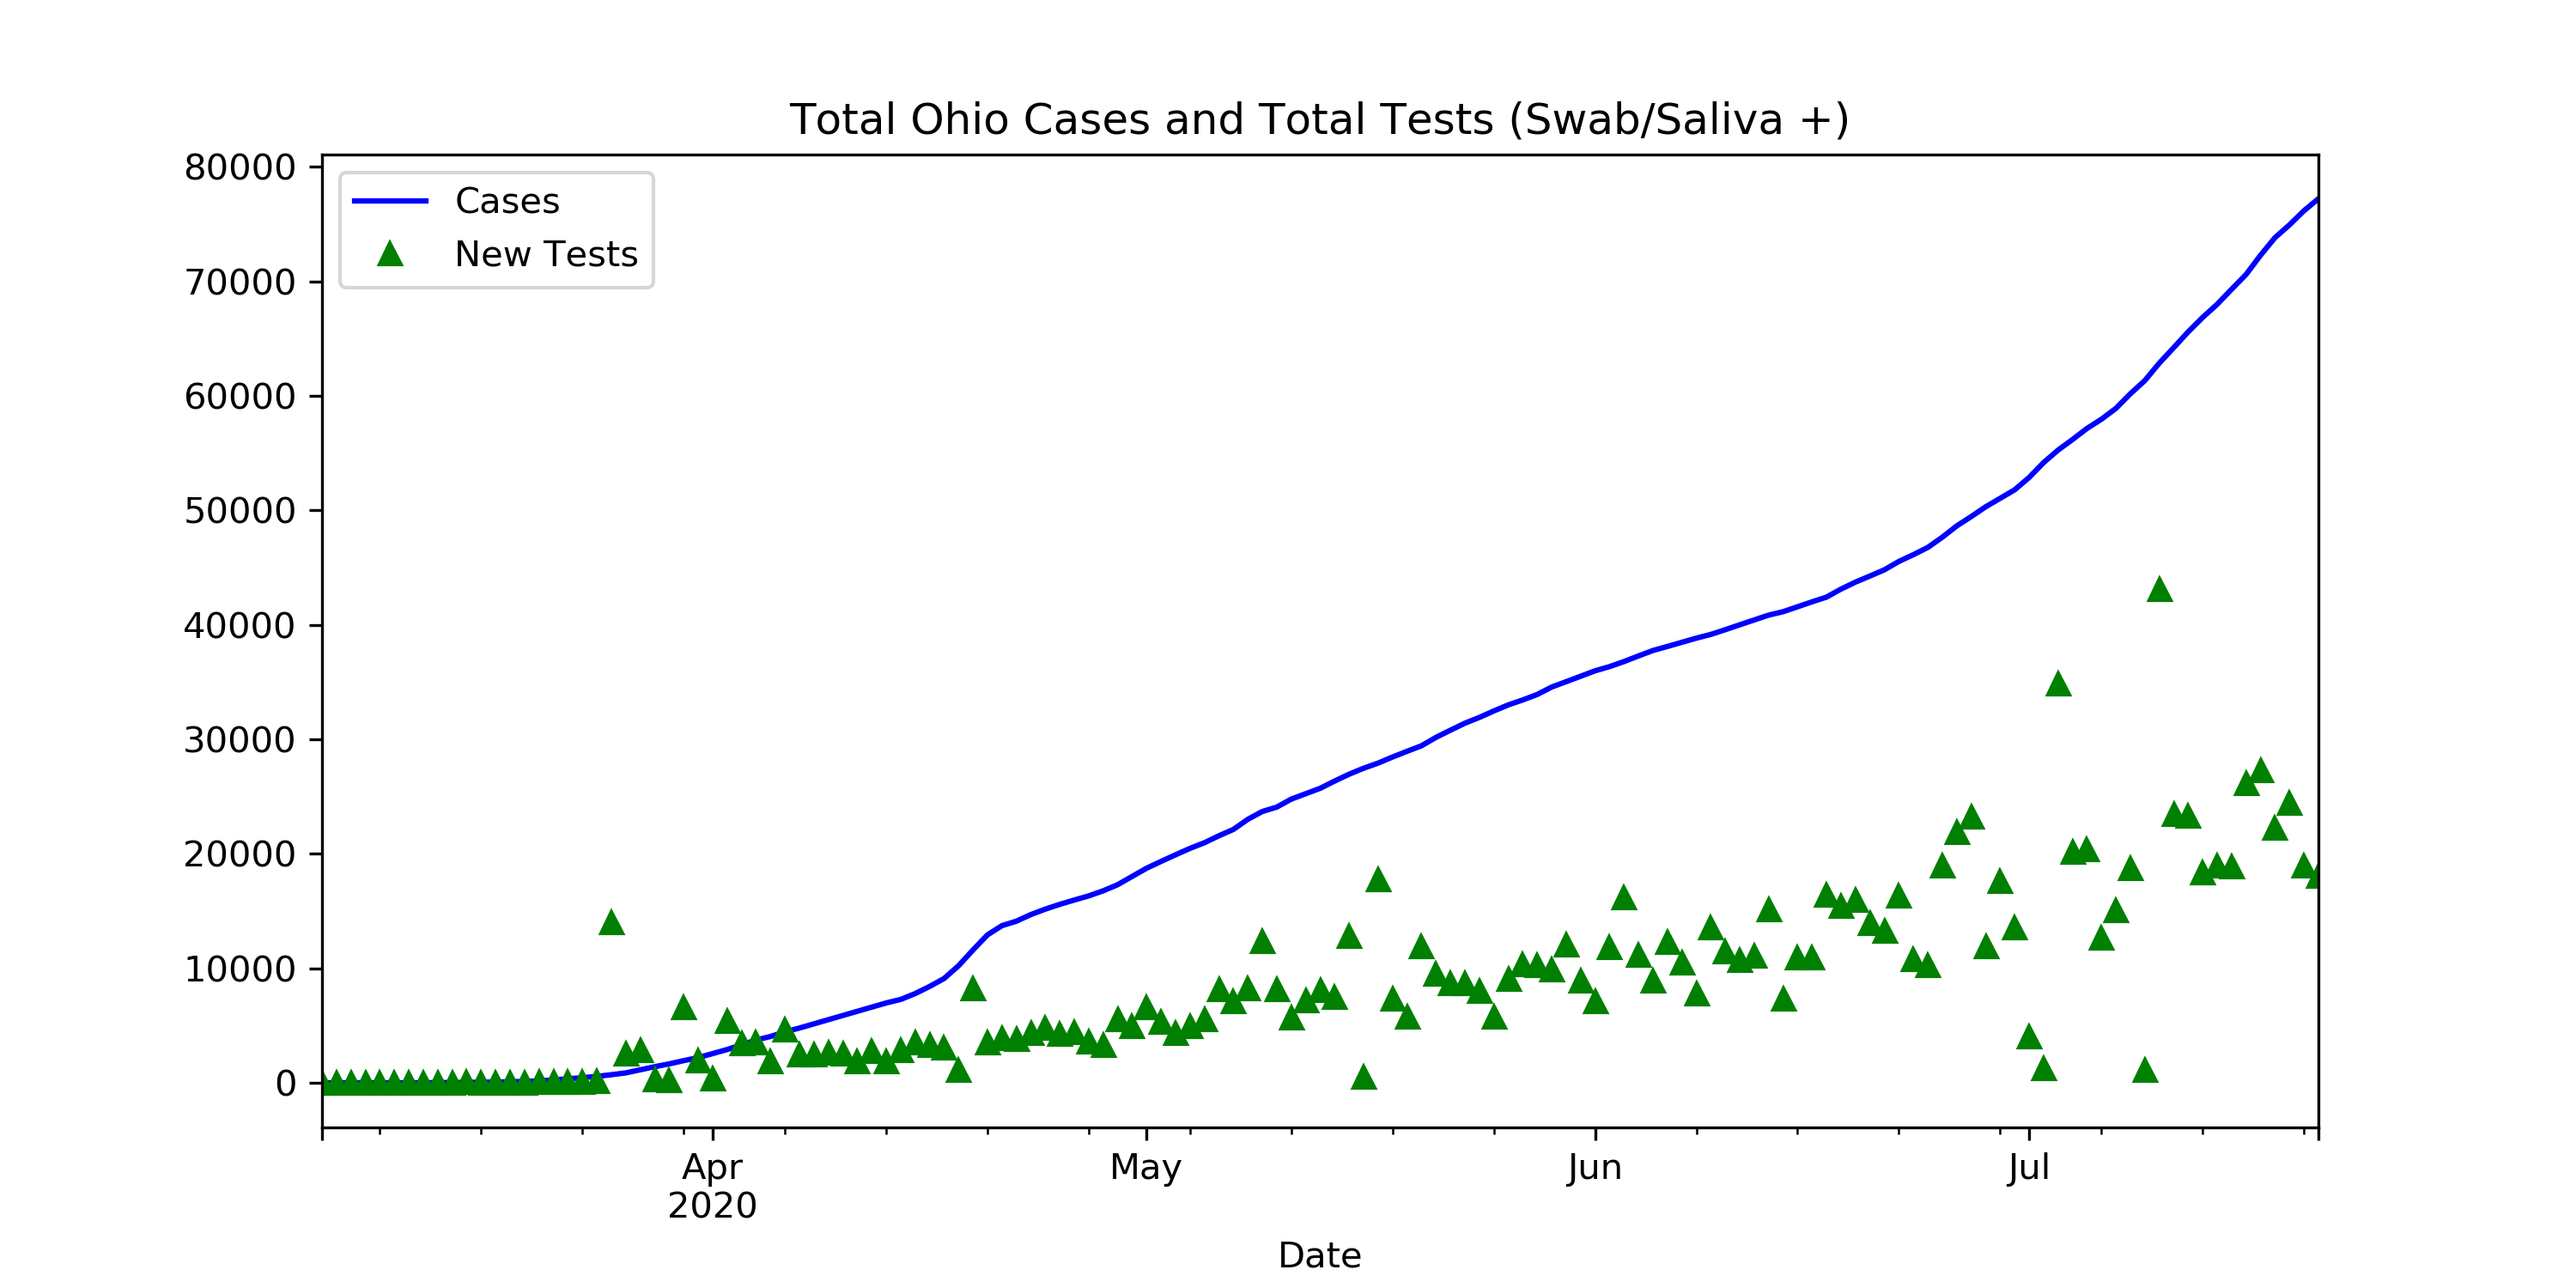 Total Ohio Cases and Total Tests (Swab/Saliva +)
80000
70000
60000
50000
40000
30000
20000
10000
0
Cases
New Tests
Apr
2020
May
Jun
Jul
Date